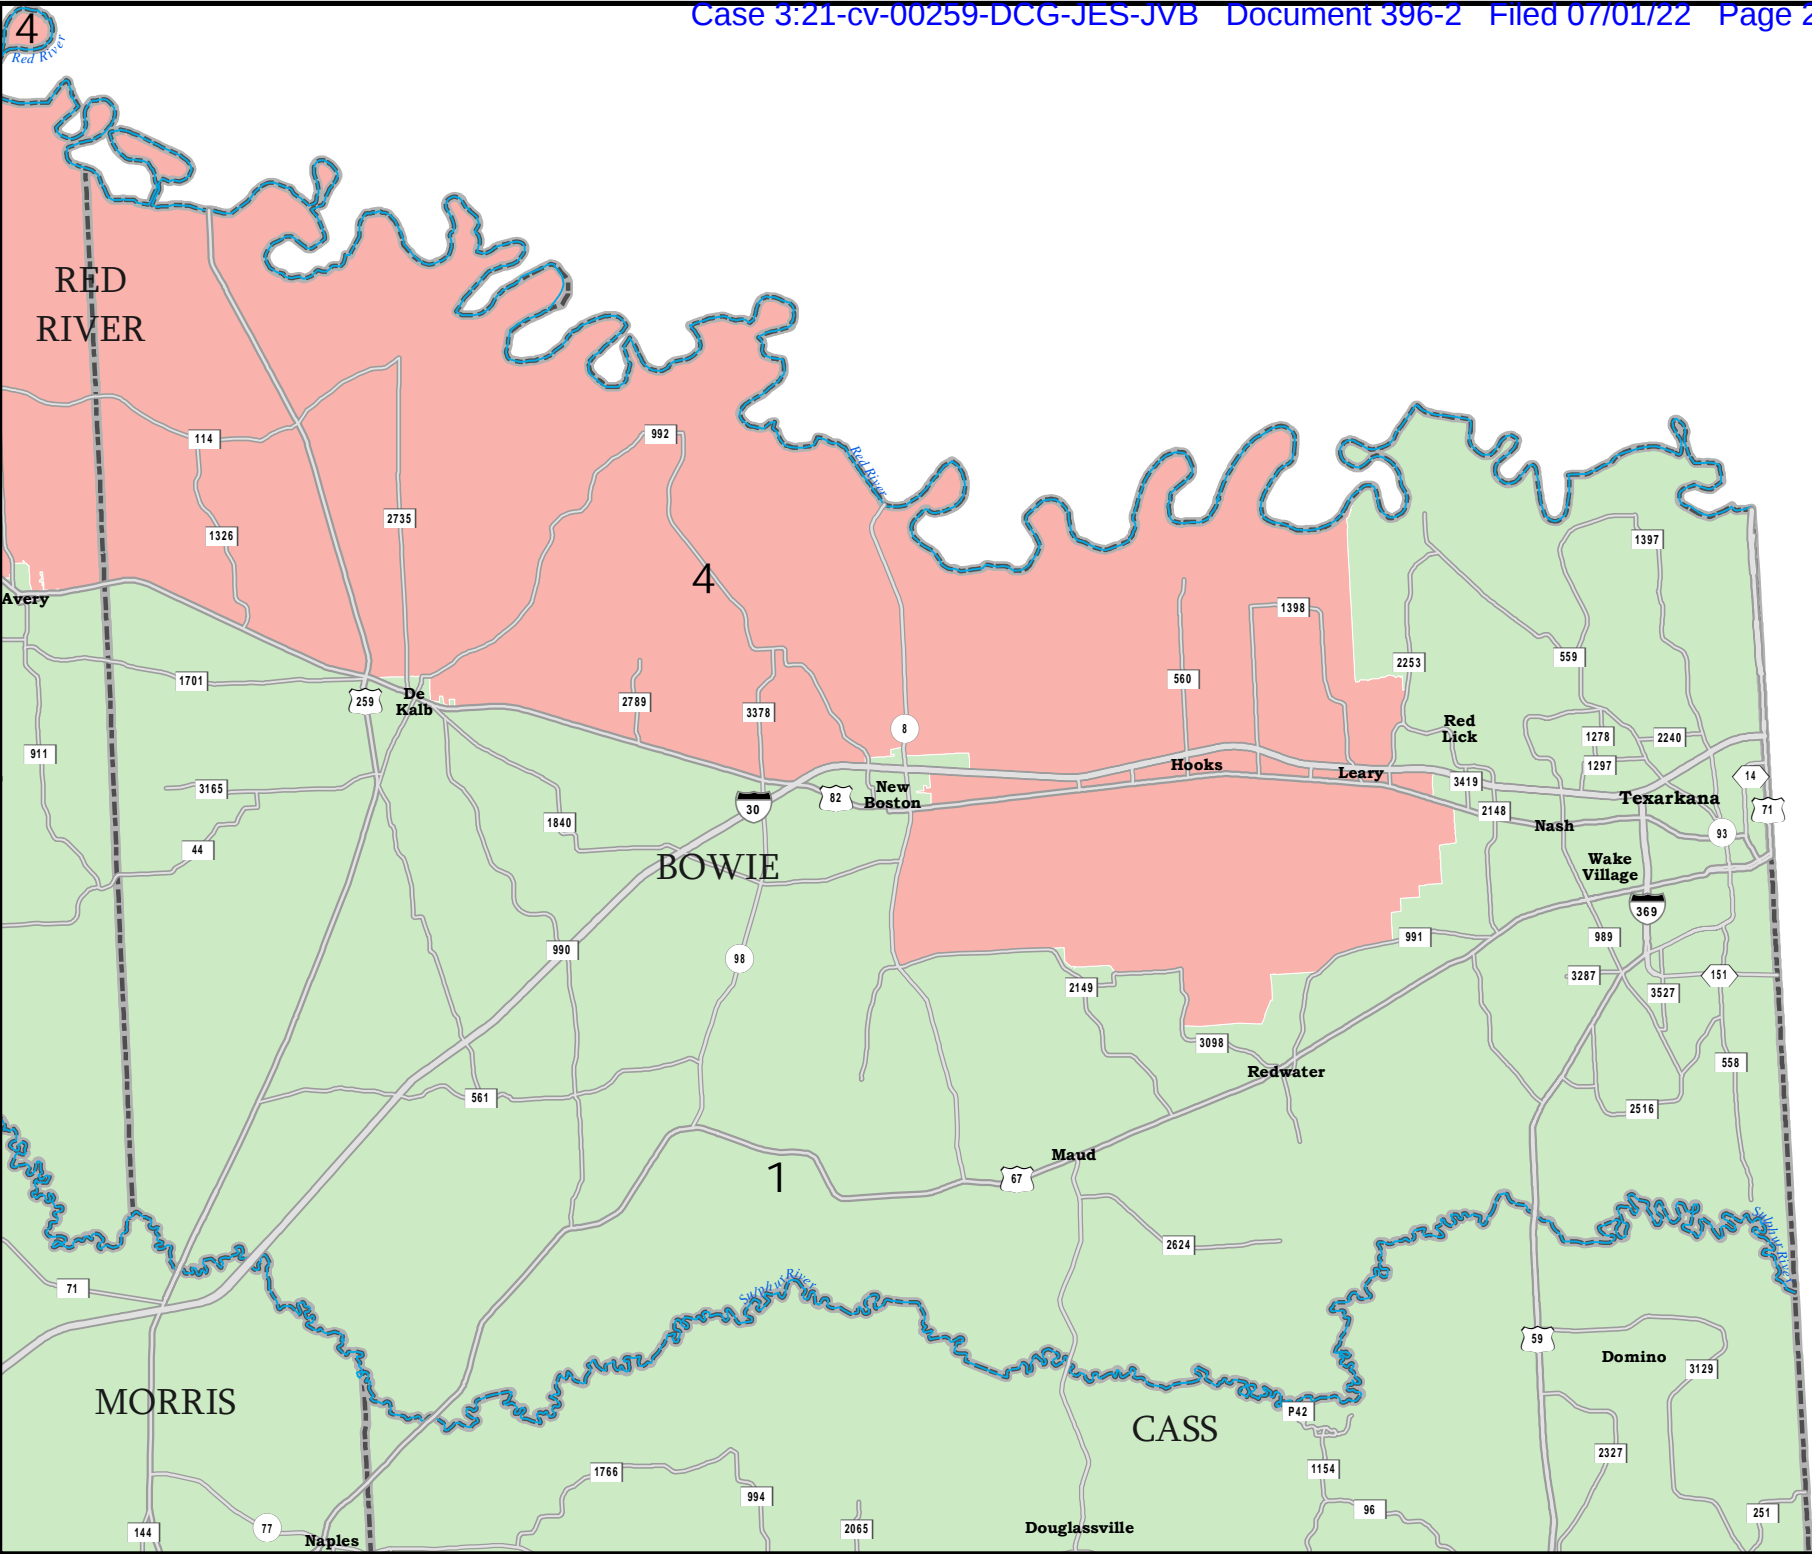 Case 3:21-cv-00259-DCG-JES-JVB Document 396-2 Filed 07/01/22 Page 2
4
Red River
RED
RIVER
114
992
Red River
2735
1326
1397
4
Avery
1398
559
2253
1701
560
259
De
Kalb
2789
3378
8
Red
Lick
1278
2240
911
Hooks
Leary
1297
14
3165
New
Boston
3419
30
82
Texarkana
71
2148
1840
Nash
93
44
BOWIE
Wake
Village
369
991
989
990
98
3287
151
2149
3527
3098
558
Redwater
561
2516
Maud
1
67
Sulphur River
2624
71
Sulphur River
59
Domino
3129
MORRIS
P42
CASS
2327
1766
1154
994
96
251
144
77
2065
Douglassville
Naples